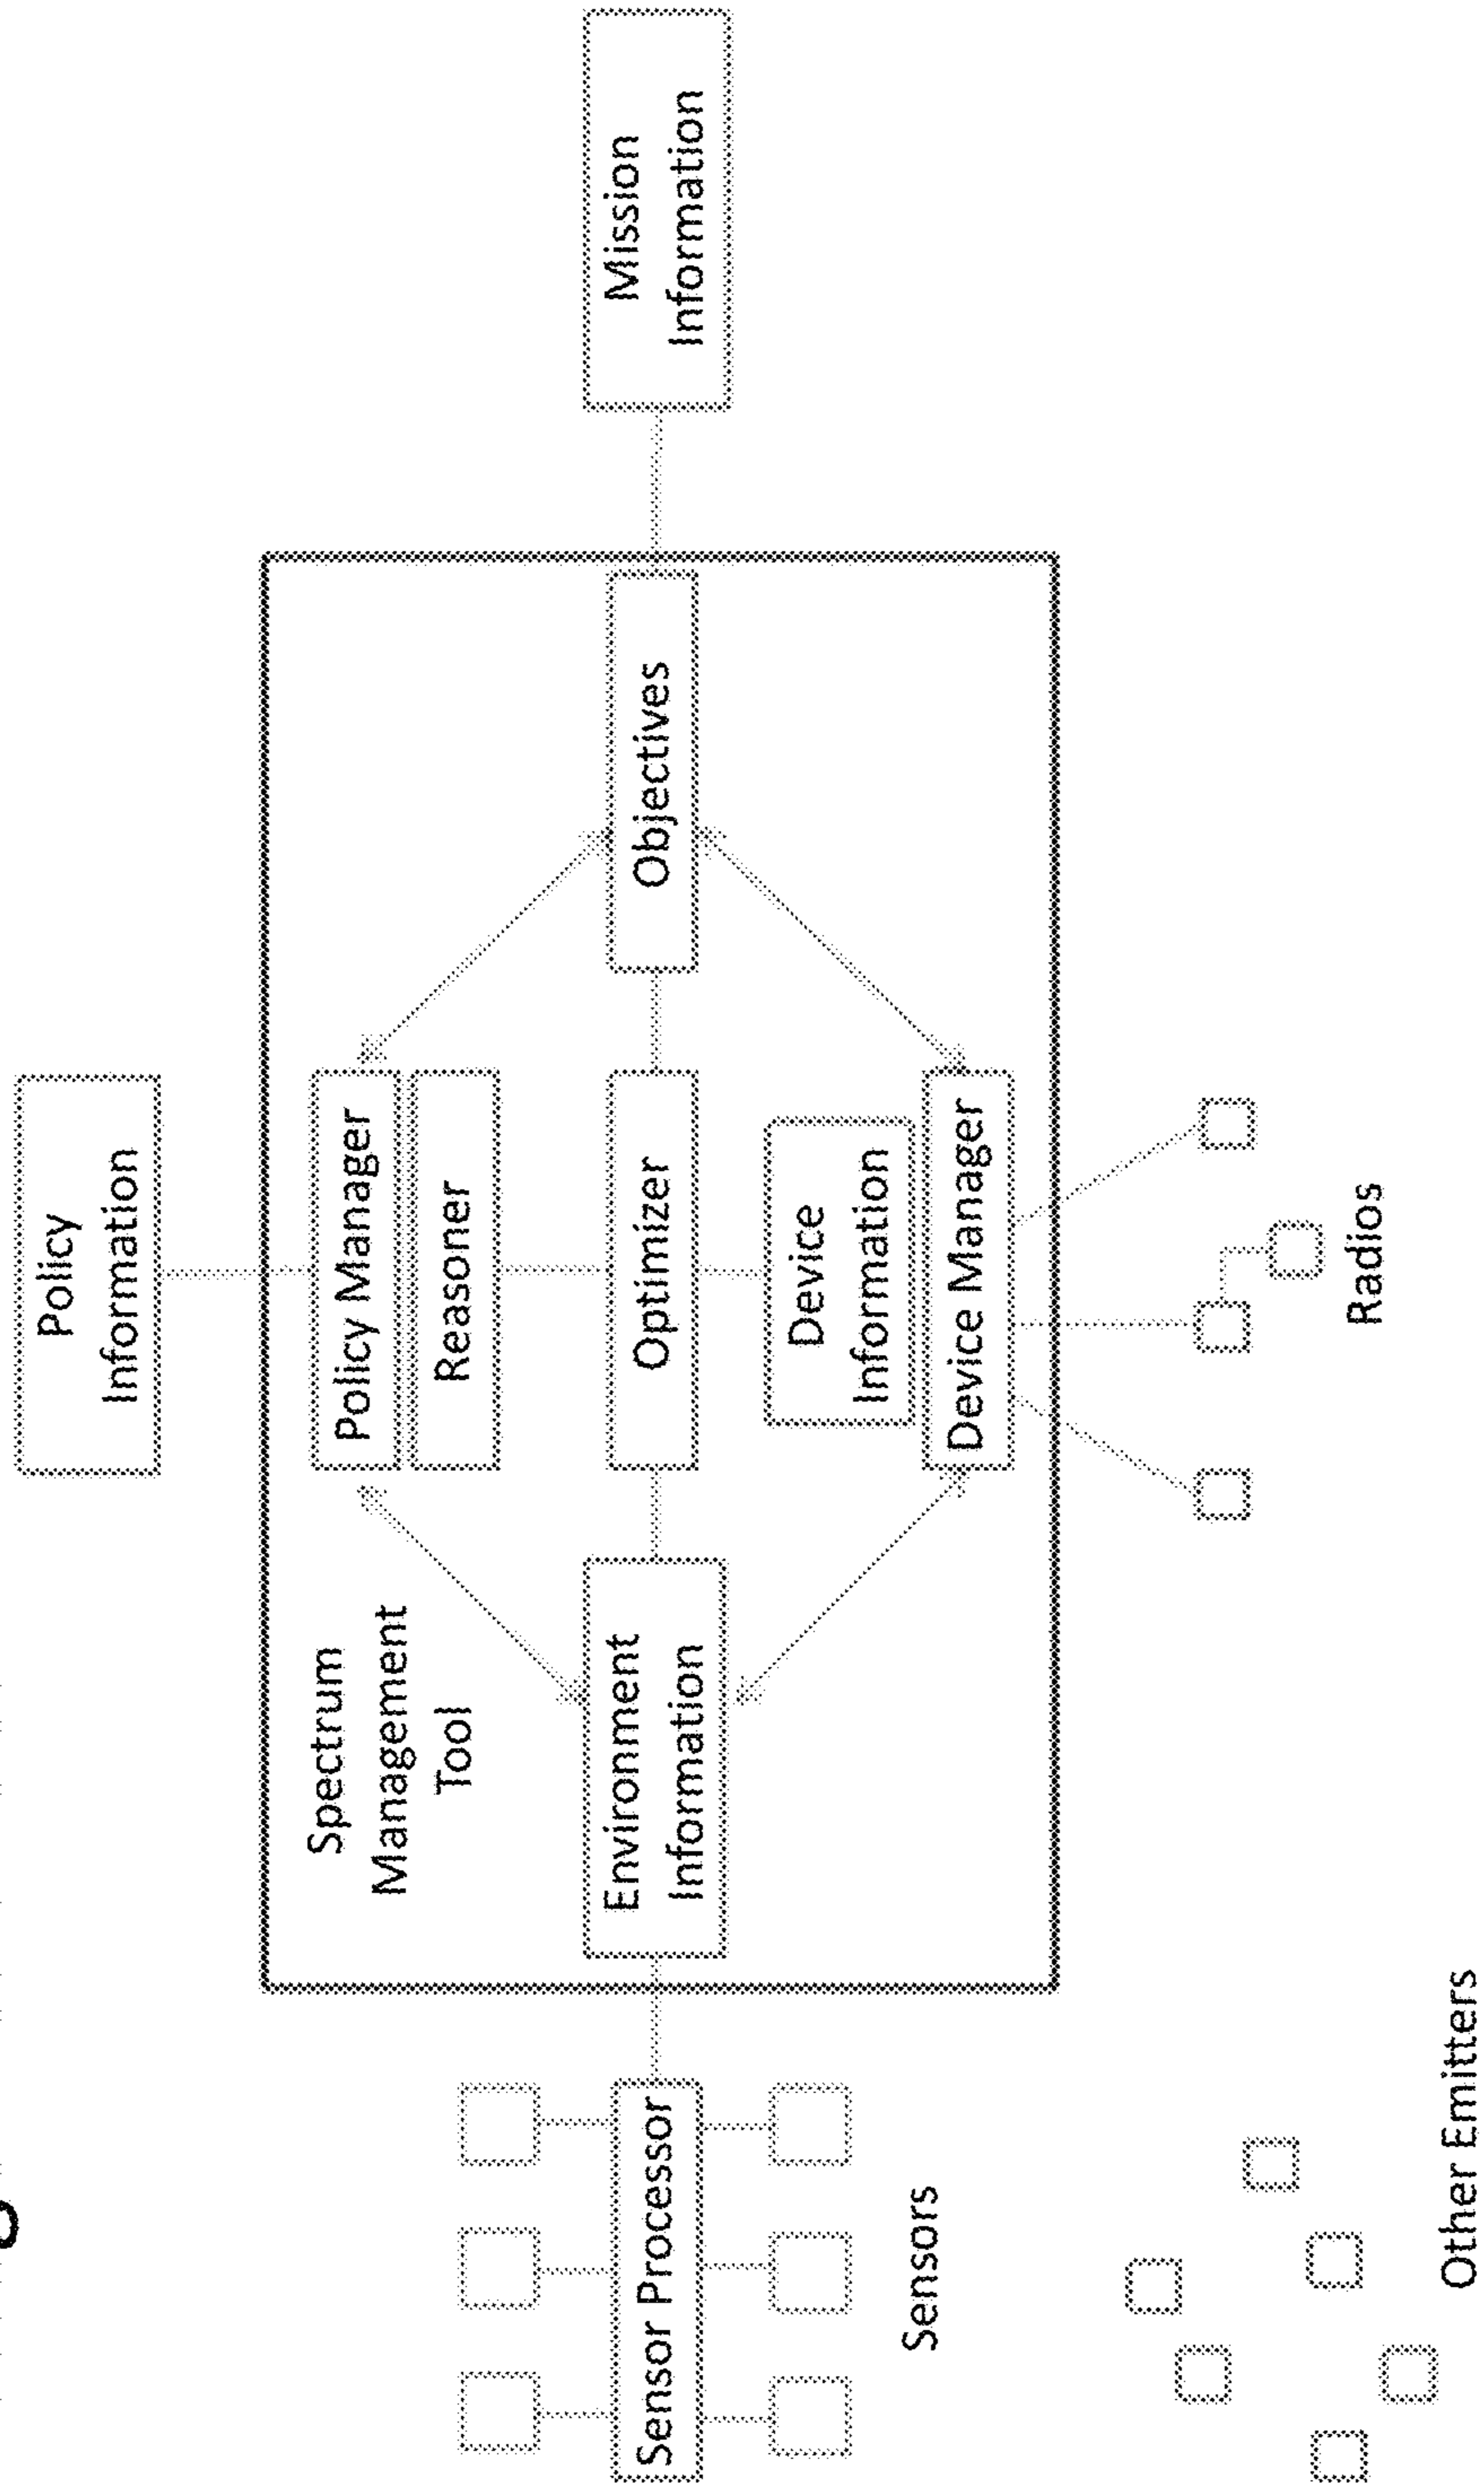 Policy
Information
Spectrum
Management
Tool
Policy Manager
Reasoner
Sensor Processor
Environment
Information
Optimizer
Objectives
Mission
Information
Device
Information
Device Manager
Sensors
Radios
Other Emitters